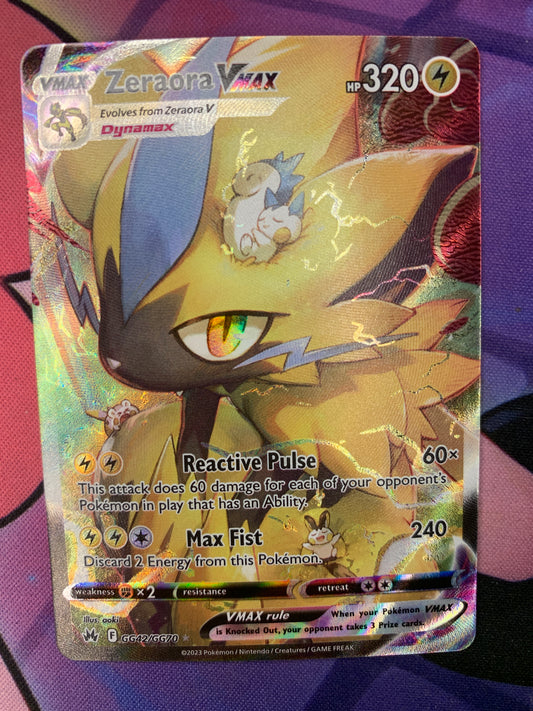 VMAX Zeraora VMAX HP 320
Evolves from Zeraora V
Dynamax
Reactive Pulse 60×
This attack does 60 damage for each of your opponent's
Pokémon in play that has an Ability.
Max Fist 240
Discard 2 Energy from this Pokémon.
weakness ×2 resistance retreat
Illus. aoki
VMAX rule When your Pokémon VMAX
is Knocked Out, your opponent takes 3 Prize cards.
F GG42/GG70
©2023 Pokémon / Nintendo / Creatures / GAME FREAK